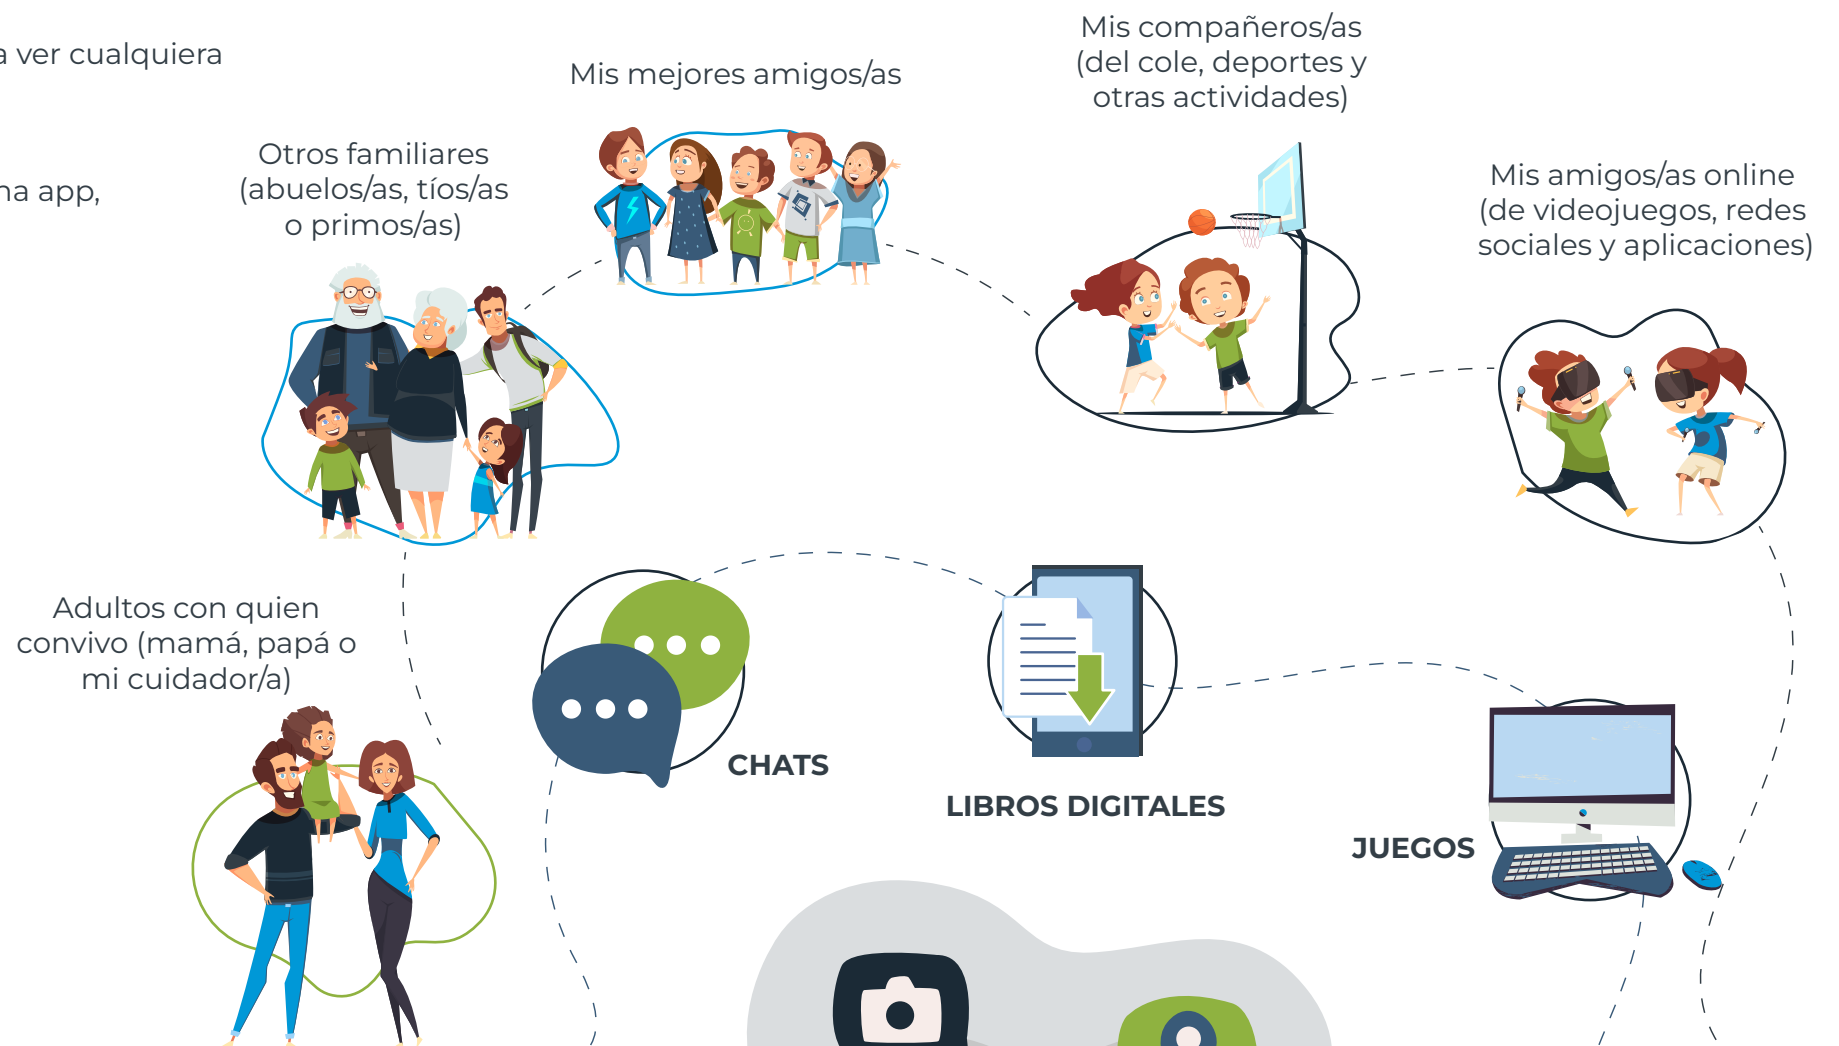 a ver cualquiera
na app,
Mis mejores amigos/as
Mis compañeros/as
(del cole, deportes y
otras actividades)
Otros familiares
(abuelos/as, tíos/as
o primos/as)
Mis amigos/as online
(de videojuegos, redes
sociales y aplicaciones)
Adultos con quien
convivo (mamá, papá o
mi cuidador/a)
CHATS
LIBROS DIGITALES
JUEGOS